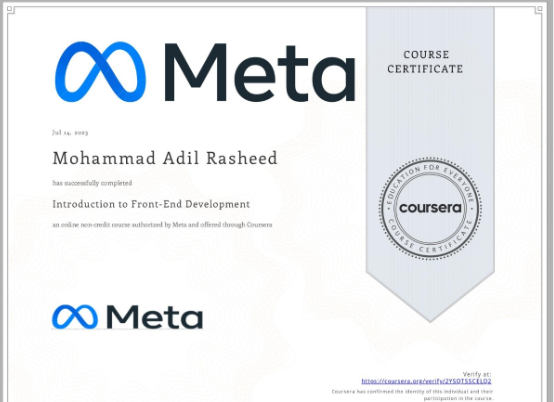 Meta
COURSE
CERTIFICATE
Jul 14, 2023
Mohammad Adil Rasheed
has successfully completed
Introduction to Front-End Development
an online non-credit course authorized by Meta and offered through Coursera
EDUCATION FOR EVERYONE
coursera
COURSE CERTIFICATE
Meta
Verify at:
https://coursera.org/verify/2YSDTSSCELD2
Coursera has confirmed the identity of this individual and their
participation in the course.